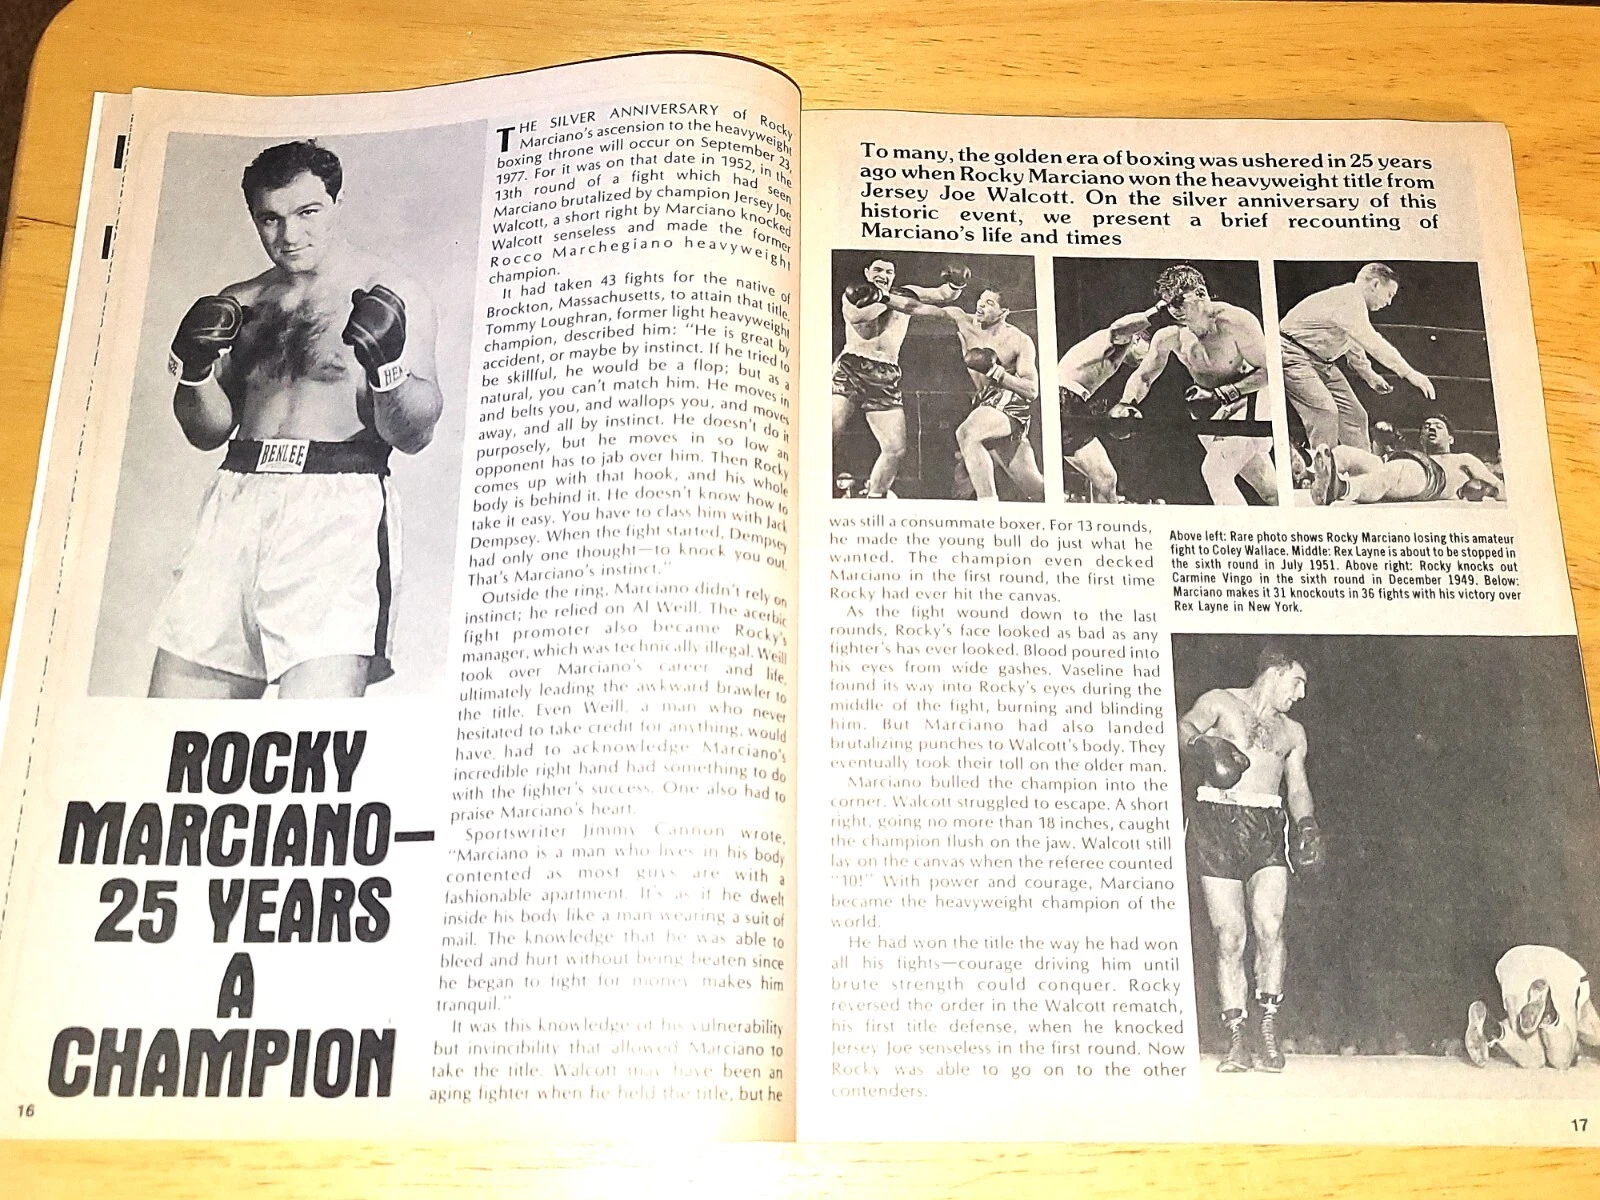 THE SILVER ANNIVERSARY of Rocky
Marciano's ascension to the heavyweight
boxing throne will occur on September 23,
1977. For it was on that date in 1952, in the
13th round of a fight which had seen
Marciano brutalized by champion Jersey Joe
Walcott, a short right by Marciano knocked
Walcott senseless and made the former
Rocco Marchegiano heavyweight
champion.
It had taken 43 fights for the native of
Brockton, Massachusetts, to attain that title.
Tommy Loughran, former light heavyweight
champion, described him: "He is great by
accident, or maybe by instinct. If he tried to
be skillful, he would be a flop; but as a
natural, you can't match him. He moves in
and belts you, and wallops you, and moves
away, and all by instinct. He doesn't do it
purposely, but he moves in so low an
opponent has to jab over him. Then Rocky
comes up with that hook, and his whole
body is behind it. He doesn't know how to
take it easy. You have to class him with Jack
Dempsey. When the fight started, Dempsey
had only one thought—to knock you out.
That's Marciano's instinct."
Outside the ring, Marciano didn't rely on
instinct; he relied on Al Weill. The acerbic
fight promoter also became Rocky's
manager, which was technically illegal. Weill
took over Marciano's career and life,
ultimately leading the awkward brawler to
the title. Even Weill, a man who never
hesitated to take credit for anything, would
have had to acknowledge Marciano's
incredible right hand had something to do
with the fighter's success. One also had to
praise Marciano's heart.
Sportswriter Jimmy Cannon wrote,
"Marciano is a man who lives in his body
contented as most guys are with a
fashionable apartment. It's as if he dwelt
inside his body like a man wearing a suit of
mail. The knowledge that he was able to
bleed and hurt without being beaten since
he began to fight for money makes him
tranquil."
It was this knowledge of his vulnerability
but invincibility that allowed Marciano to
take the title. Walcott may have been an
aging fighter when he held the title, but he
BENLEE
ROCKY
MARCIANO—
25 YEARS
A
CHAMPION
16
To many, the golden era of boxing was ushered in 25 years
ago when Rocky Marciano won the heavyweight title from
Jersey Joe Walcott. On the silver anniversary of this
historic event, we present a brief recounting of
Marciano's life and times
was still a consummate boxer. For 13 rounds,
he made the young bull do just what he
wanted. The champion even decked
Marciano in the first round, the first time
Rocky had ever hit the canvas.
As the fight wound down to the last
rounds, Rocky's face looked as bad as any
fighter's has ever looked. Blood poured into
his eyes from wide gashes. Vaseline had
found its way into Rocky's eyes during the
middle of the fight, burning and blinding
him. But Marciano had also landed
brutalizing punches to Walcott's body. They
eventually took their toll on the older man.
Marciano bulled the champion into the
corner. Walcott struggled to escape. A short
right, going no more than 18 inches, caught
the champion flush on the jaw. Walcott still
lay on the canvas when the referee counted
"10!" With power and courage, Marciano
became the heavyweight champion of the
world.
He had won the title the way he had won
all his fights—courage driving him until
brute strength could conquer. Rocky
reversed the order in the Walcott rematch,
his first title defense, when he knocked
Jersey Joe senseless in the first round. Now
Rocky was able to go on to the other
contenders.
Above left: Rare photo shows Rocky Marciano losing this amateur
fight to Coley Wallace. Middle: Rex Layne is about to be stopped in
the sixth round in July 1951. Above right: Rocky knocks out
Carmine Vingo in the sixth round in December 1949. Below:
Marciano makes it 31 knockouts in 36 fights with his victory over
Rex Layne in New York.
17